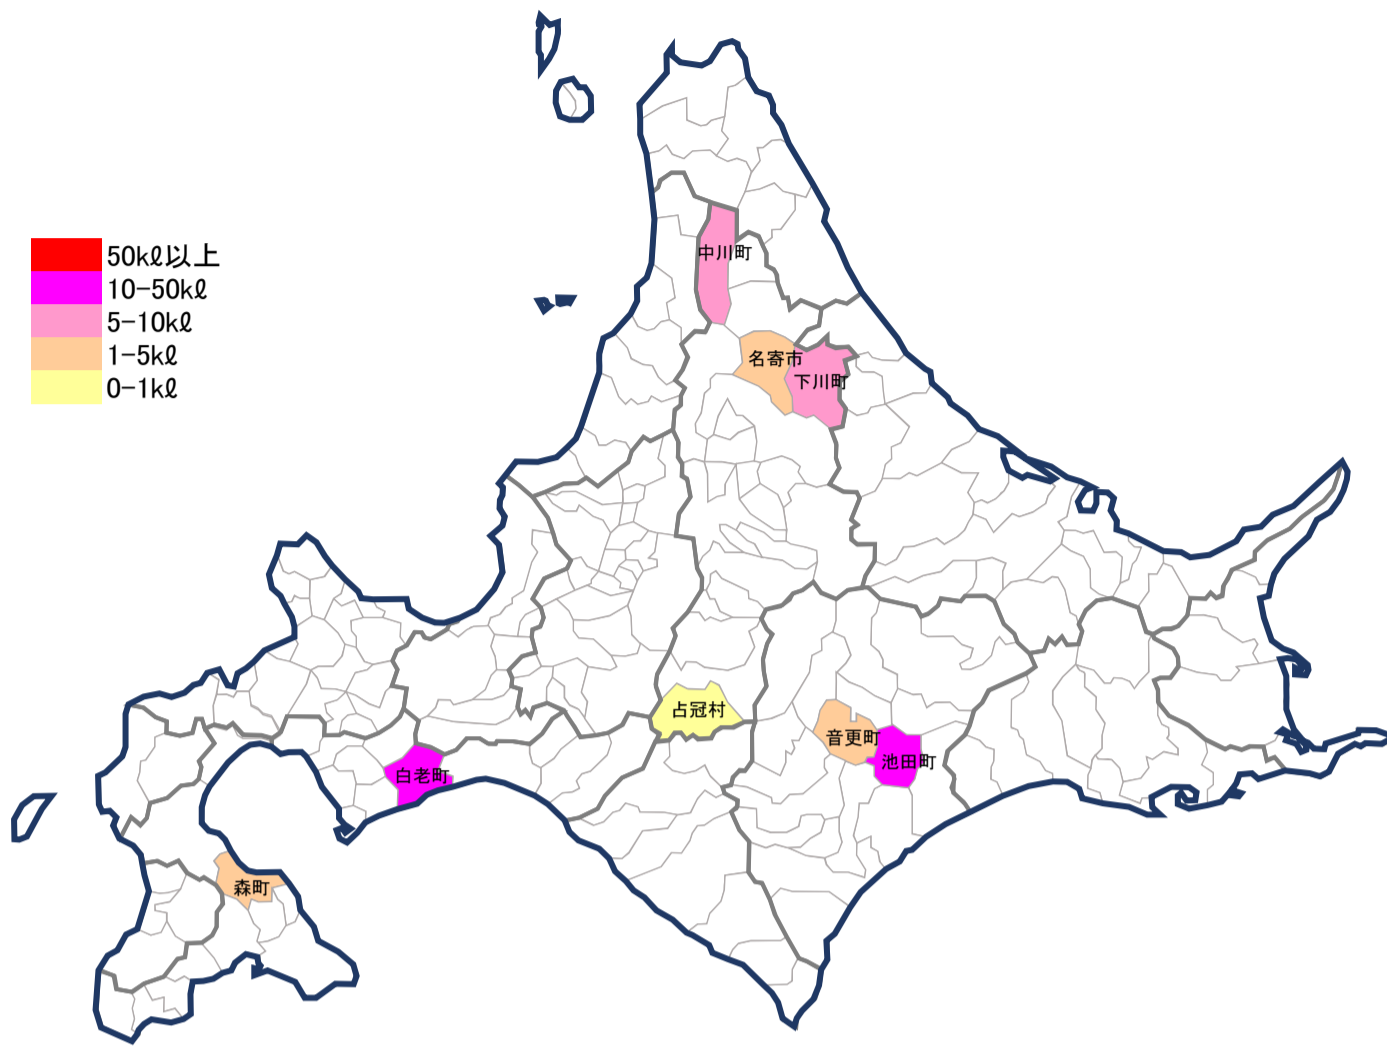 50kℓ以上
10-50kℓ
5-10kℓ
1-5kℓ
0-1kℓ
中川町
名寄市
下川町
占冠村
音更町
池田町
白老町
森町